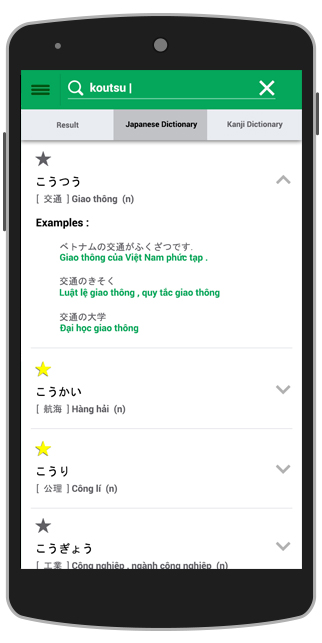 koutsu |
Result
Japanese Dictionary
Kanji Dictionary
こうつう
[ 交通 ] Giao thông (n)
Examples :
ベトナムの交通がふくざつです.
Giao thông của Việt Nam phức tạp .
交通のきそく
Luật lệ giao thông , quy tắc giao thông
交通の大学
Đại học giao thông
こうかい
[ 航海 ] Hàng hải (n)
こうり
[ 公理 ] Công lí (n)
こうぎょう
[ 工業 ] Công nghiệp , ngành công nghiệp (n)